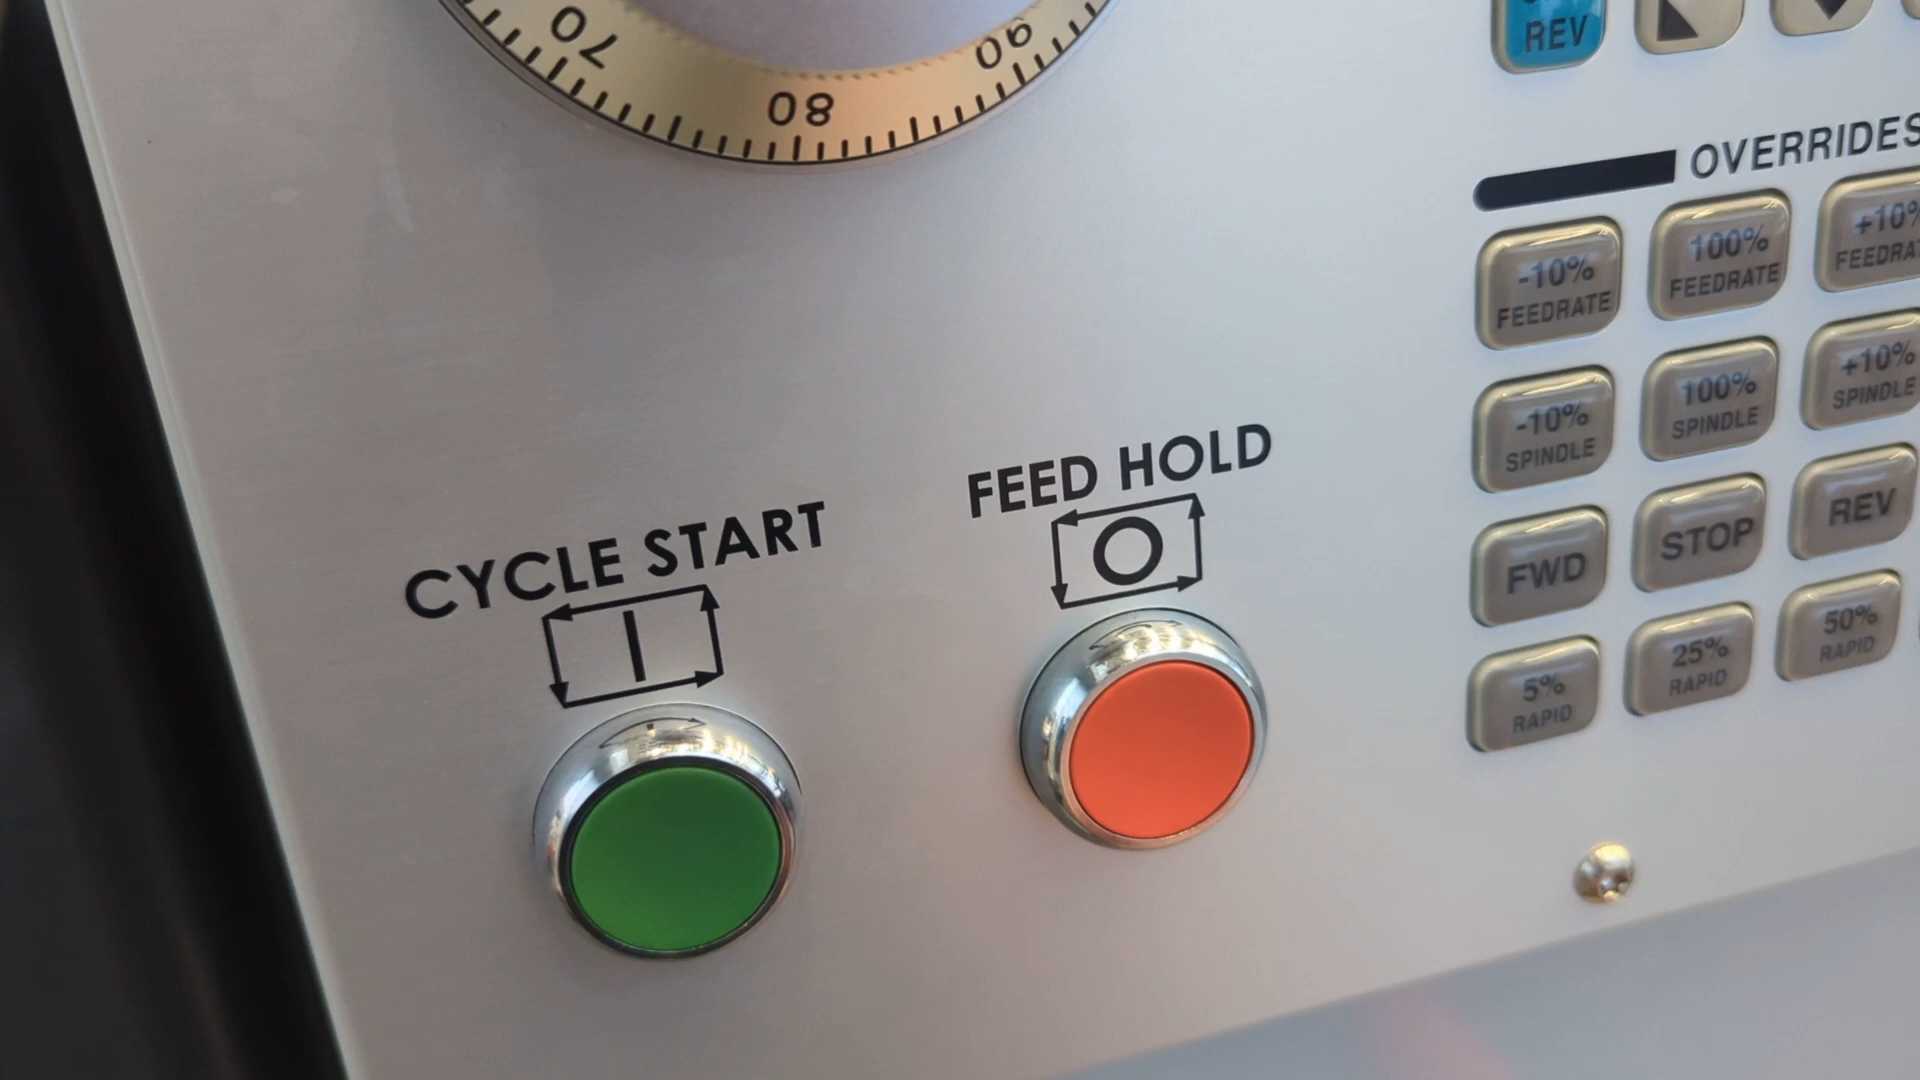 70
80
90
REV
OVERRIDES
-10%
FEEDRATE
100%
FEEDRATE
+10%
-10%
SPINDLE
100%
SPINDLE
+10%
SPINDLE
FWD
STOP
REV
5%
RAPID
25%
RAPID
50%
RAPID
FEED HOLD
O
CYCLE START
I